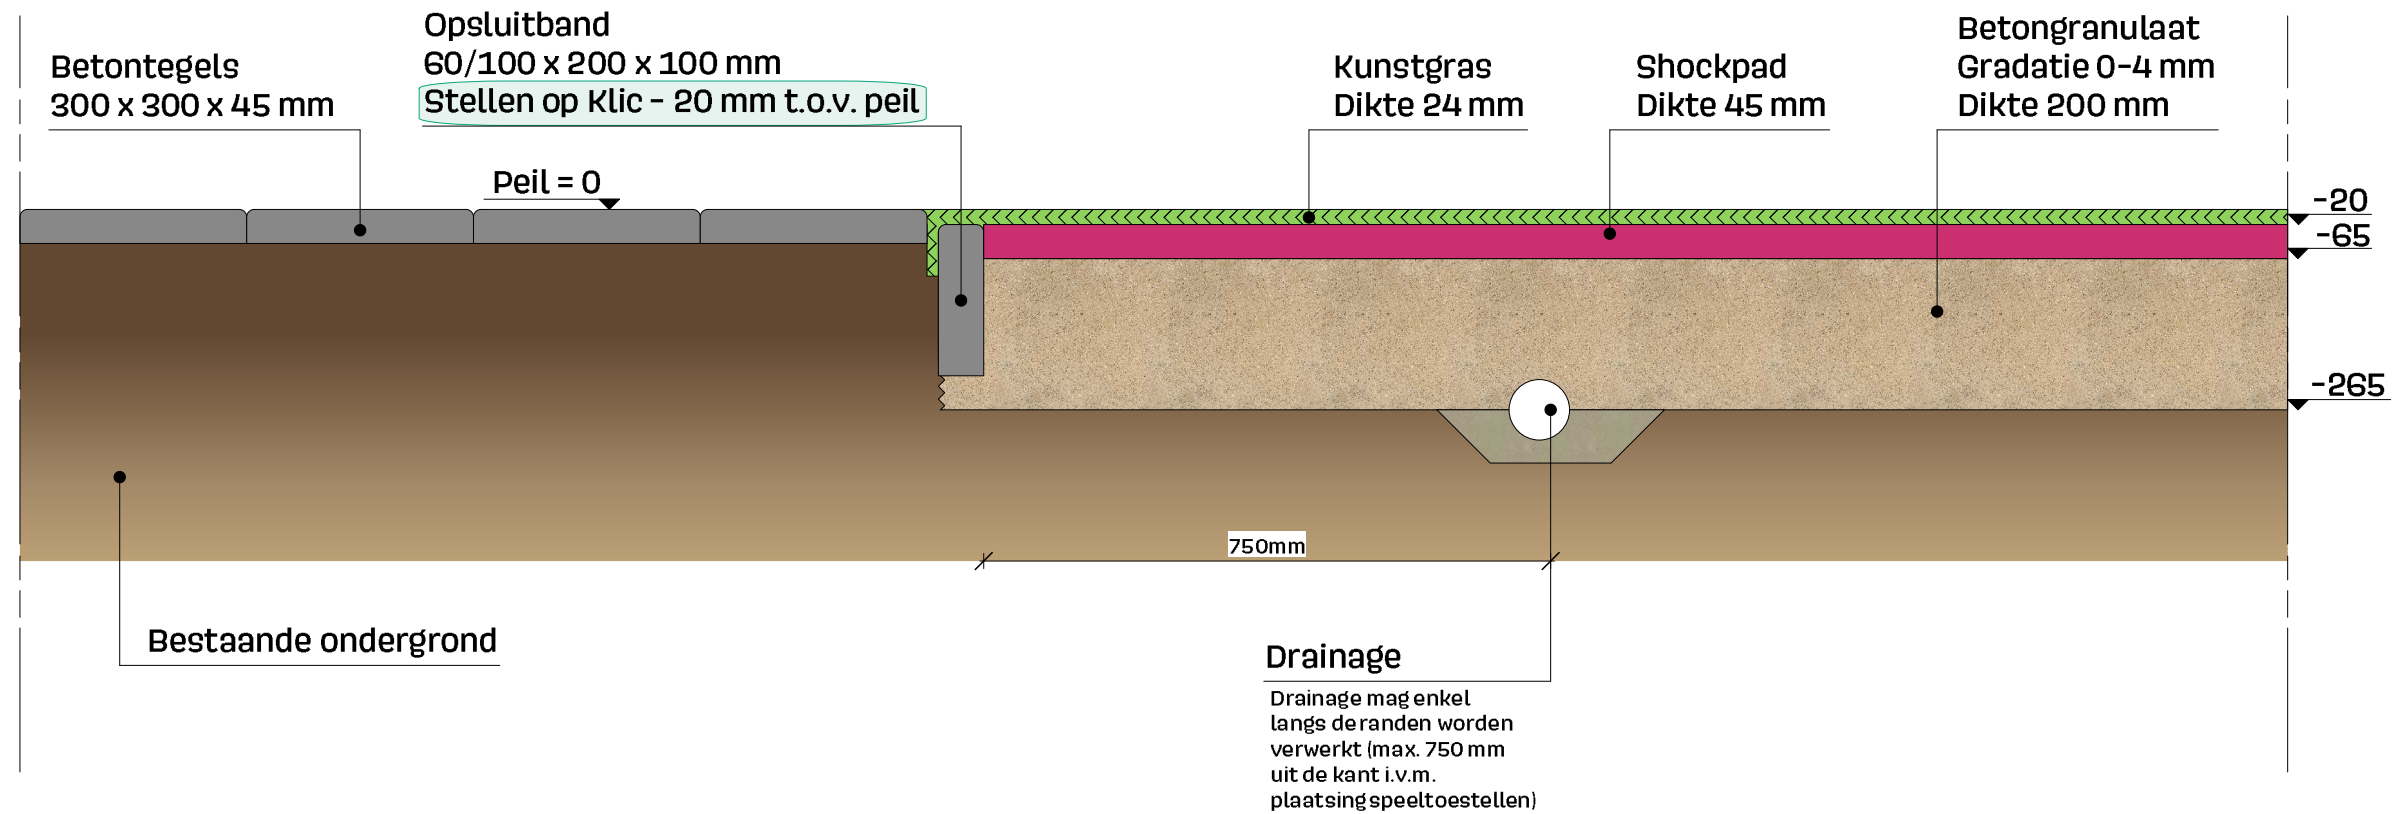 Betontegels
300 x 300 x 45 mm
Opsluitband
60/100 x 200 x 100 mm
Stellen op Klic - 20 mm t.o.v. peil
Peil = 0
Kunstgras
Dikte 24 mm
Shockpad
Dikte 45 mm
Betongranulaat
Gradatie 0-4 mm
Dikte 200 mm
-20
-65
-265
750mm
Bestaande ondergrond
Drainage
Drainage mag enkel
langs de randen worden
verwerkt (max. 750 mm
uit de kant i.v.m.
plaatsing speeltoestellen)